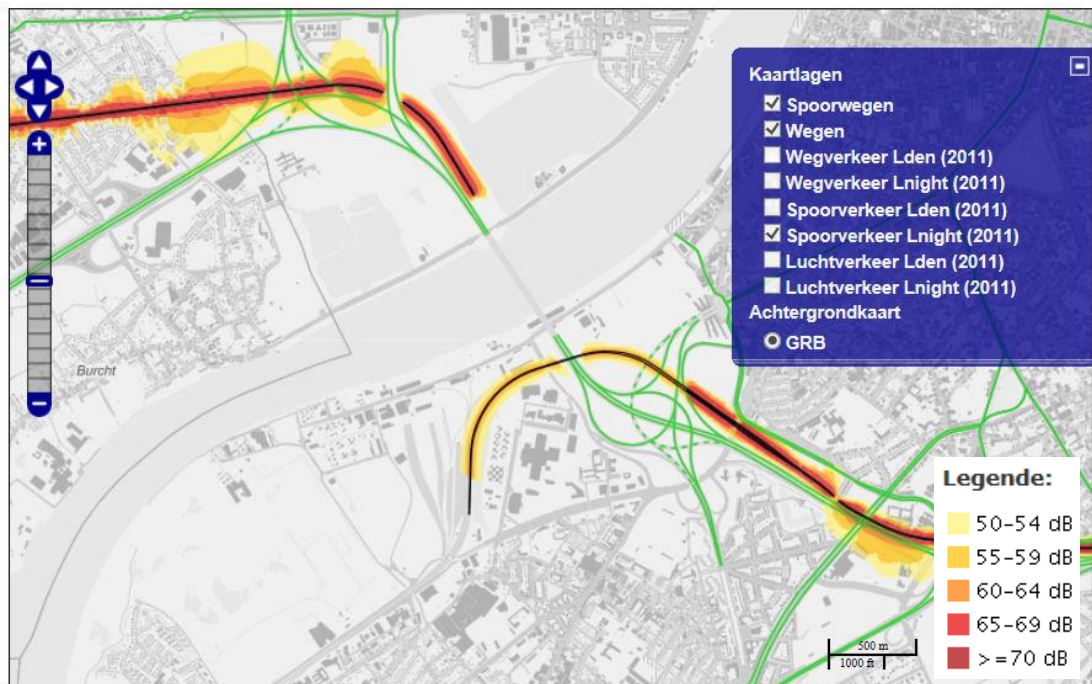 Kaartlagen
Spoorwegen
Wegen
Wegverkeer Lden (2011)
Wegverkeer Lnight (2011)
Spoorverkeer Lden (2011)
Spoorverkeer Lnight (2011)
Luchtverkeer Lden (2011)
Luchtverkeer Lnight (2011)
Achtergrondkaart
GRB
Burcht
Legende:
50-54 dB
55-59 dB
60-64 dB
65-69 dB
>=70 dB
500 m
1000 ft